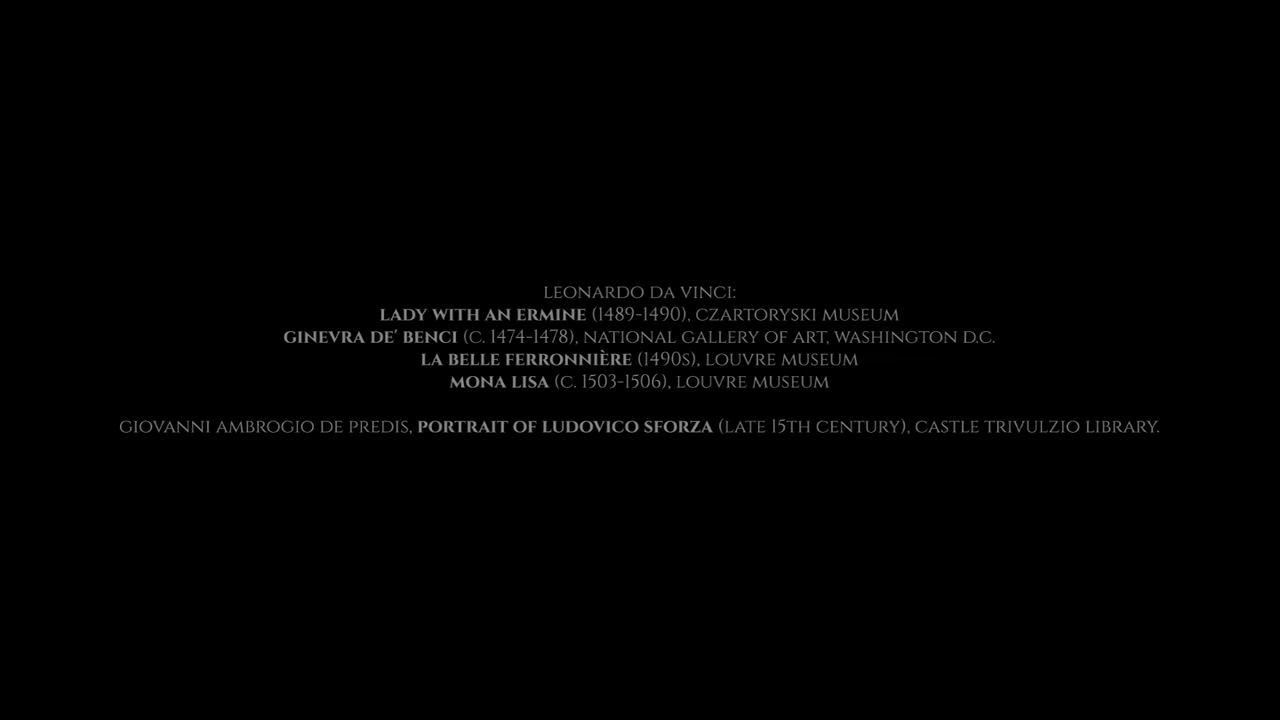 LEONARDO DA VINCI:
LADY WITH AN ERMINE (1489-1490), CZARTORYSKI MUSEUM
GINEVRA DE' BENCI (C. 1474-1478), NATIONAL GALLERY OF ART, WASHINGTON D.C.
LA BELLE FERRONNIÈRE (1490S), LOUVRE MUSEUM
MONA LISA (C. 1503-1506), LOUVRE MUSEUM
GIOVANNI AMBROGIO DE PREDIS, PORTRAIT OF LUDOVICO SFORZA (LATE 15TH CENTURY), CASTLE TRIVULZIO LIBRARY.